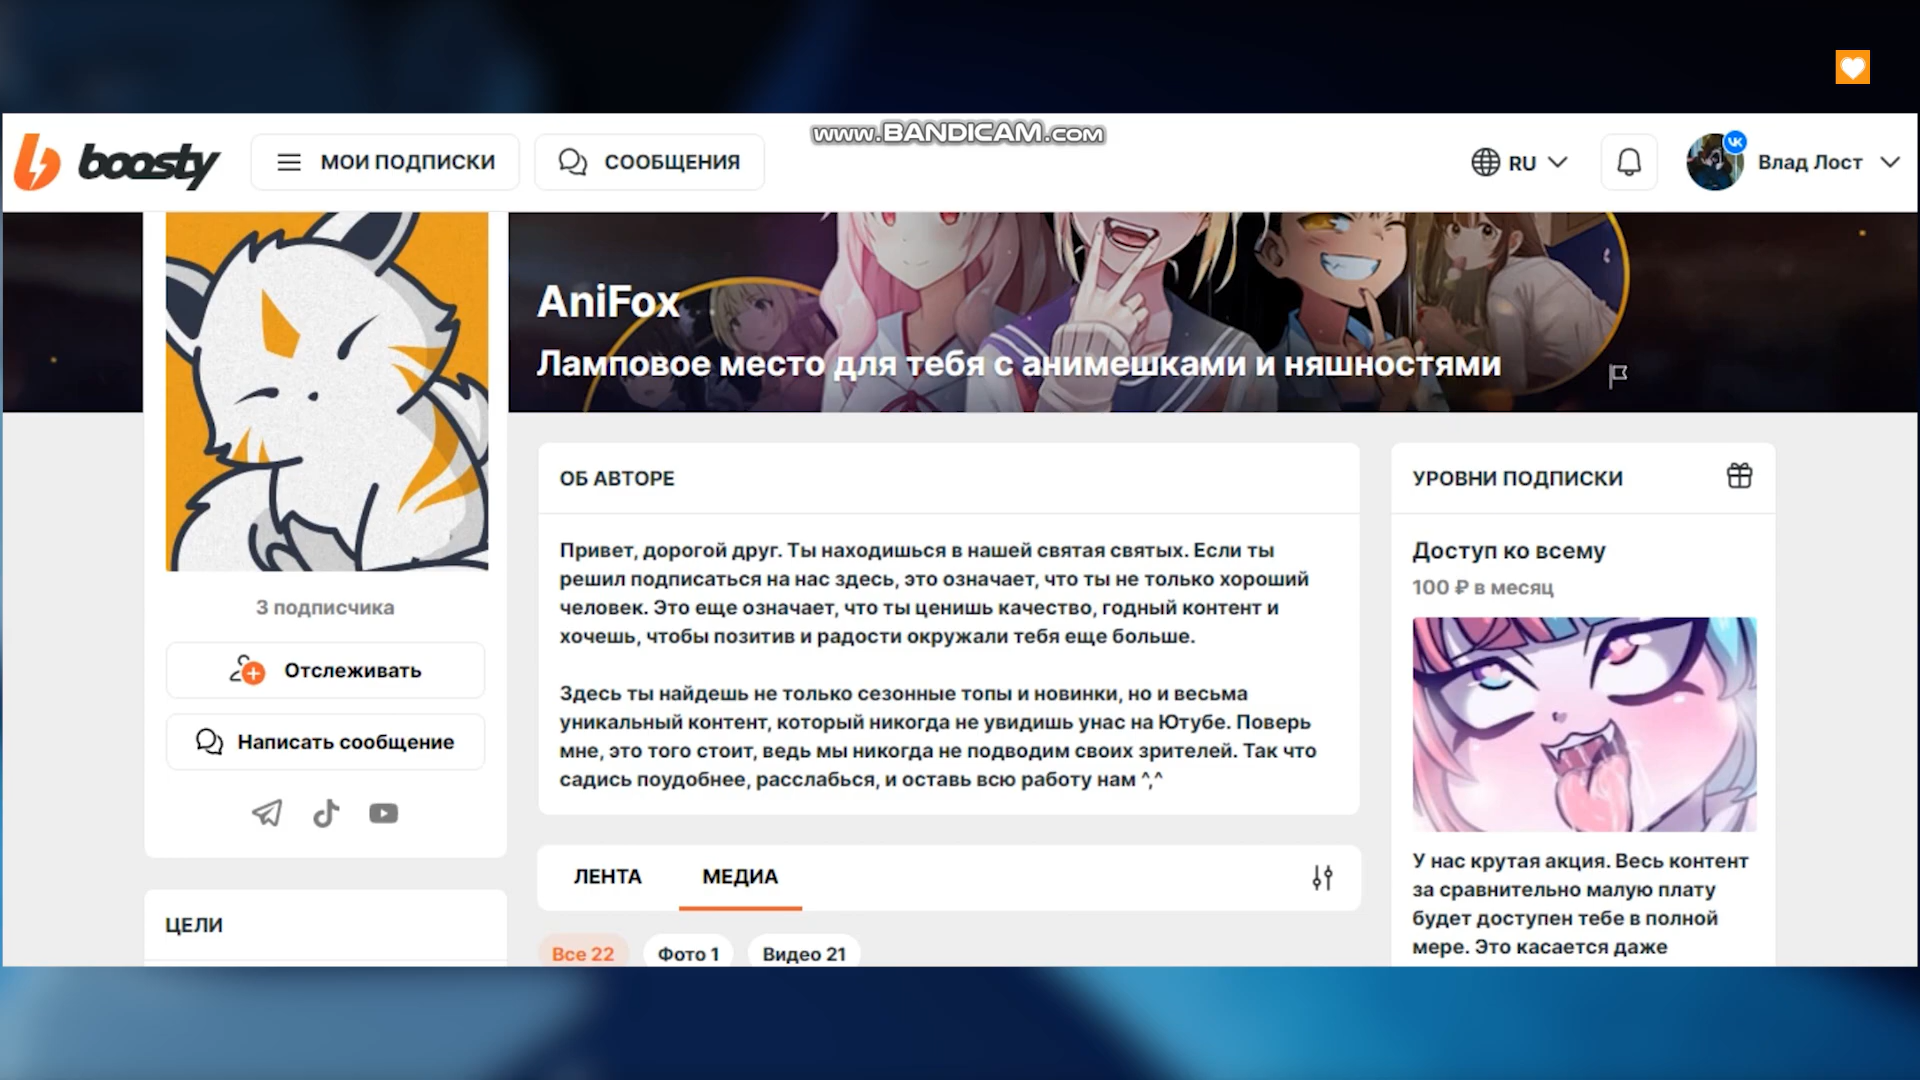 www.BANDICAM.com
boosty
МОИ ПОДПИСКИ
СООБЩЕНИЯ
RU
Влад Лост
AniFox
Ламповое место для тебя с анимешками и няшностями
3 подписчика
Отслеживать
Написать сообщение
ЦЕЛИ
ОБ АВТОРЕ
Привет, дорогой друг. Ты находишься в нашей святая святых. Если ты
решил подписаться на нас здесь, это означает, что ты не только хороший
человек. Это еще означает, что ты ценишь качество, годный контент и
хочешь, чтобы позитив и радости окружали тебя еще больше.
Здесь ты найдешь не только сезонные топы и новинки, но и весьма
уникальный контент, который никогда не увидишь унас на Ютубе. Поверь
мне, это того стоит, ведь мы никогда не подводим своих зрителей. Так что
садись поудобнее, расслабься, и оставь всю работу нам ^,^
ЛЕНТА
МЕДИА
Все 22
Фото 1
Видео 21
УРОВНИ ПОДПИСКИ
Доступ ко всему
100 ₽ в месяц
У нас крутая акция. Весь контент
за сравнительно малую плату
будет доступен тебе в полной
мере. Это касается даже